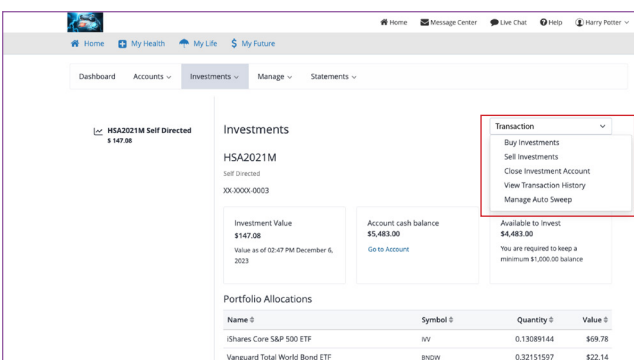 Home Message Center Live Chat Help Harry Potter
Home My Health My Life My Future
Dashboard Accounts Investments Manage Statements
HSA2021M Self Directed
$ 147.08
Investments
Transaction
Buy Investments
Sell Investments
Close Investment Account
View Transaction History
Manage Auto Sweep
HSA2021M
Self Directed
XX-XXXX-0003
Investment Value
$147.08
Value as of 02:47 PM December 6,
2023
Account cash balance
$5,483.00
Go to Account
Available to Invest
$4,483.00
You are required to keep a
minimum $1,000.00 balance
Portfolio Allocations
Name Symbol Quantity Value
iShares Core S&P 500 ETF IVV 0.13089144 $69.78
Vanguard Total World Bond ETF BNDW 0.32151597 $22.14